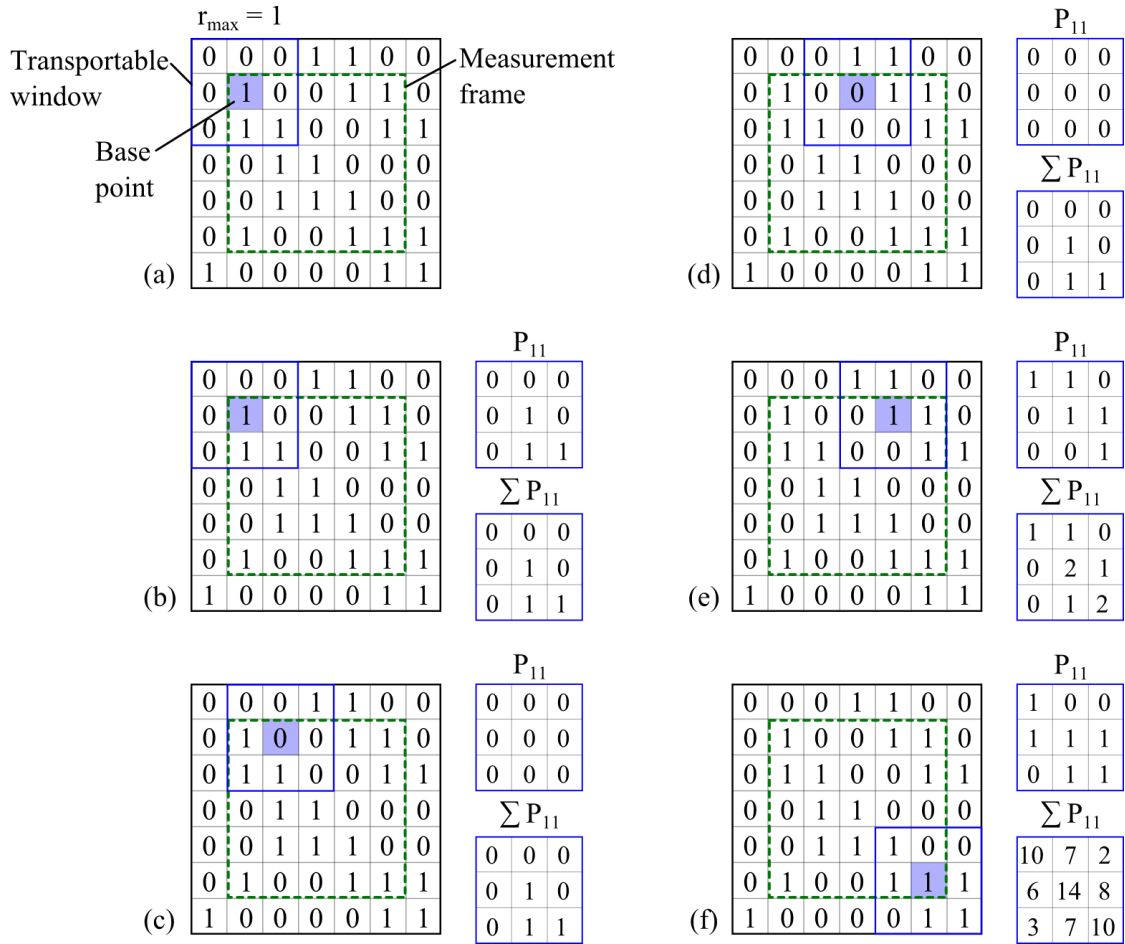 r_max = 1
Transportable
window
Measurement
frame
Base
point
0 0 0 1 1 0 0
0 1 0 0 1 1 0
0 1 1 0 0 1 1
0 0 1 1 0 0 0
0 0 1 1 1 0 0
0 1 0 0 1 1 1
1 0 0 0 0 1 1
(a)
0 0 0 1 1 0 0
0 1 0 0 1 1 0
0 1 1 0 0 1 1
0 0 1 1 0 0 0
0 0 1 1 1 0 0
0 1 0 0 1 1 1
1 0 0 0 0 1 1
(b)
P₁₁
0 0 0
0 1 0
0 1 1
∑ P₁₁
0 0 0
0 1 0
0 1 1
0 0 0 1 1 0 0
0 1 0 0 1 1 0
0 1 1 0 0 1 1
0 0 1 1 0 0 0
0 0 1 1 1 0 0
0 1 0 0 1 1 1
1 0 0 0 0 1 1
(c)
P₁₁
0 0 0
0 0 0
0 0 0
∑ P₁₁
0 0 0
0 1 0
0 1 1
0 0 0 1 1 0 0
0 1 0 0 1 1 0
0 1 1 0 0 1 1
0 0 1 1 0 0 0
0 0 1 1 1 0 0
0 1 0 0 1 1 1
1 0 0 0 0 1 1
(d)
P₁₁
0 0 0
0 0 0
0 0 0
∑ P₁₁
0 0 0
0 1 0
0 1 1
0 0 0 1 1 0 0
0 1 0 0 1 1 0
0 1 1 0 0 1 1
0 0 1 1 0 0 0
0 0 1 1 1 0 0
0 1 0 0 1 1 1
1 0 0 0 0 1 1
(e)
P₁₁
1 1 0
0 1 1
0 0 1
∑ P₁₁
1 1 0
0 2 1
0 1 2
0 0 0 1 1 0 0
0 1 0 0 1 1 0
0 1 1 0 0 1 1
0 0 1 1 0 0 0
0 0 1 1 1 0 0
0 1 0 0 1 1 1
1 0 0 0 0 1 1
(f)
P₁₁
1 0 0
1 1 1
0 1 1
∑ P₁₁
10 7 2
6 14 8
3 7 10